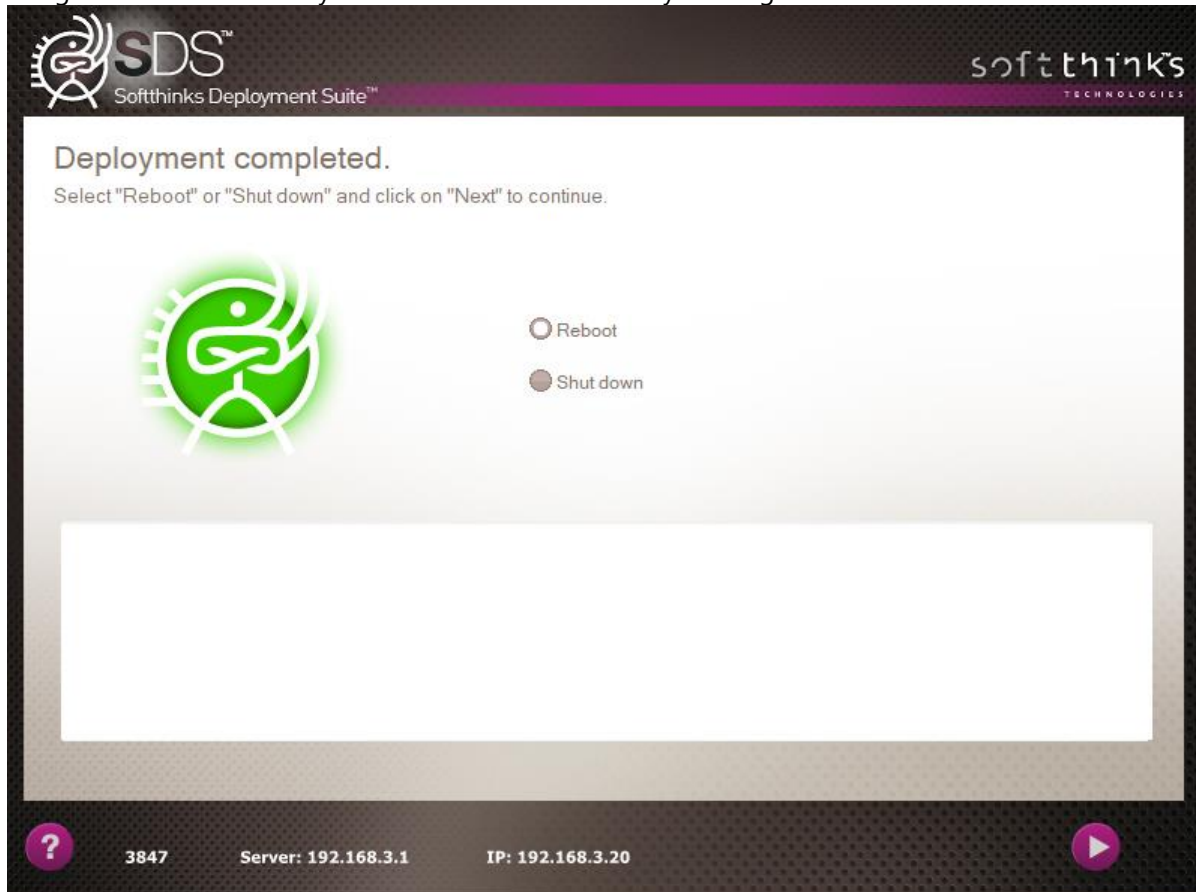 SDS™
Softthinks Deployment Suite™
softthinks™
TECHNOLOGIES
Deployment completed.
Select "Reboot" or "Shut down" and click on "Next" to continue.
Reboot
Shut down
? 3847 Server: 192.168.3.1 IP: 192.168.3.20